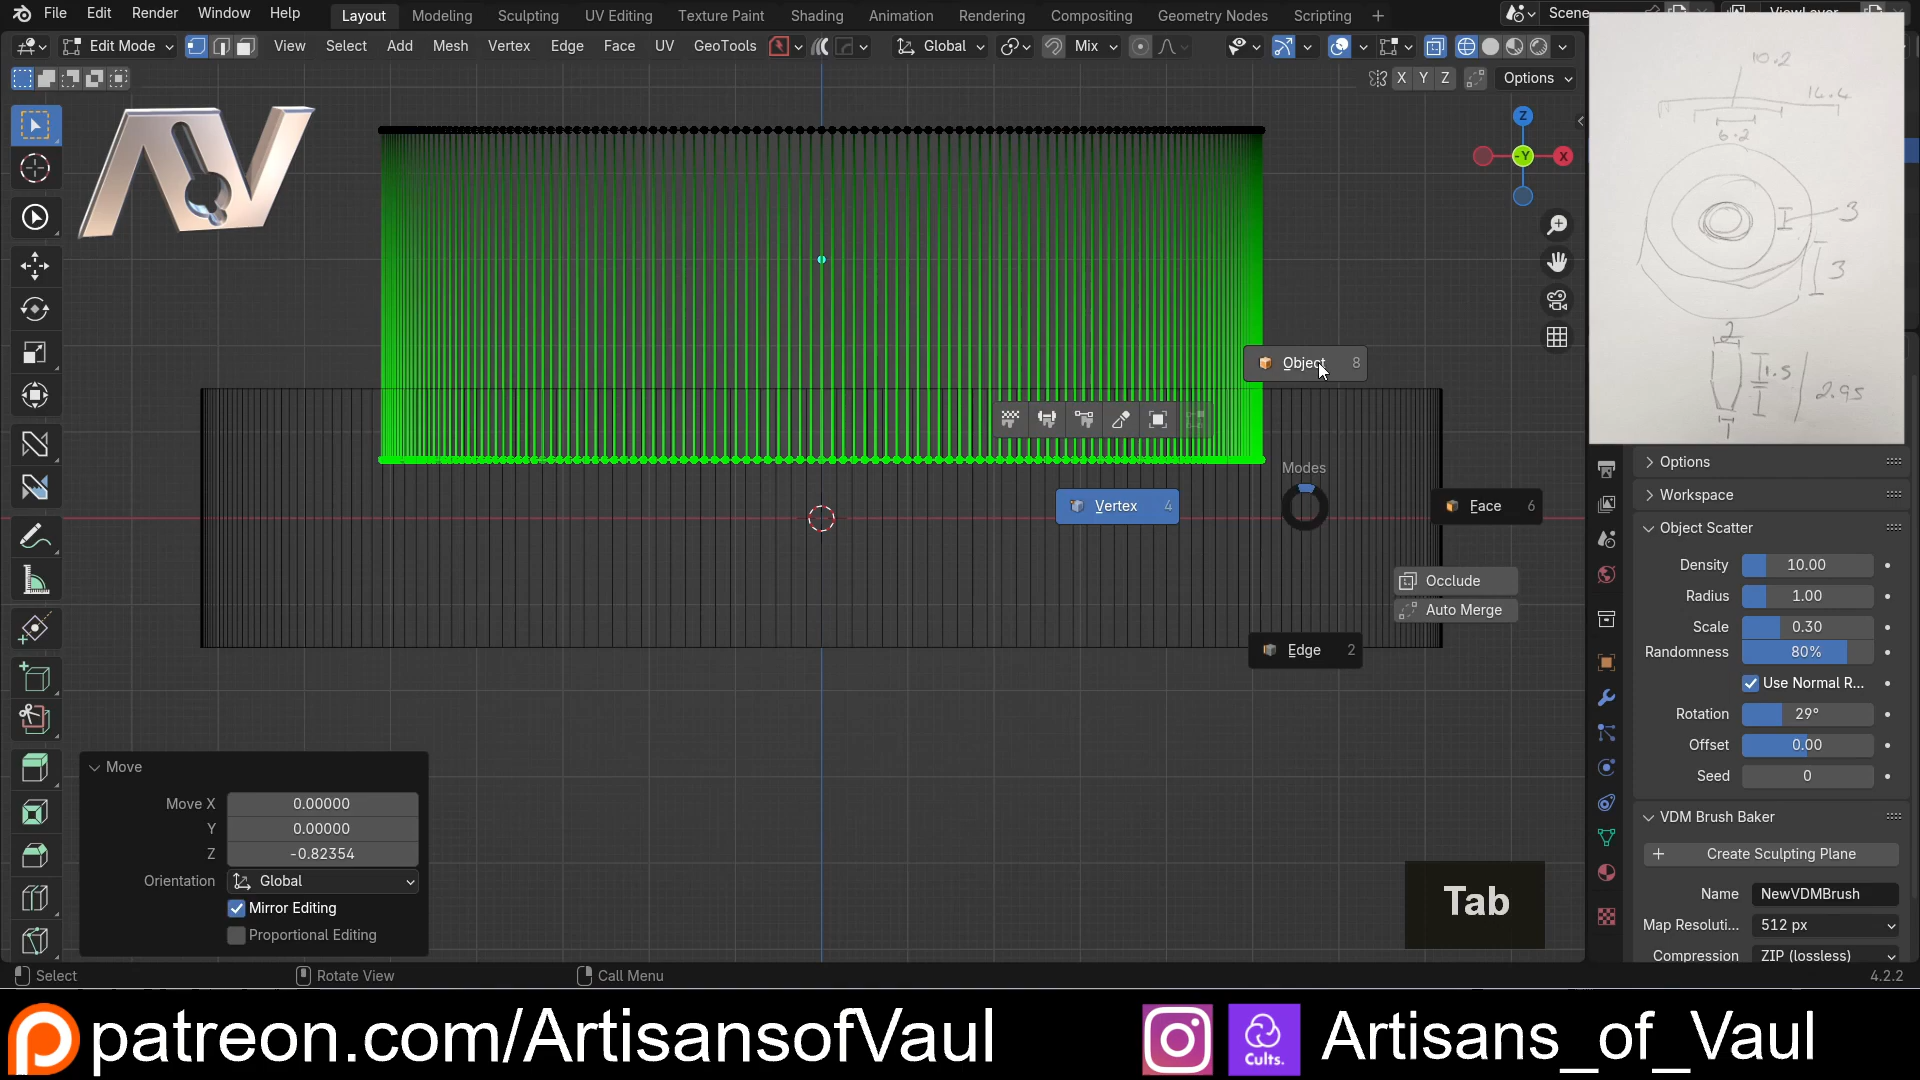 File Edit Render Window Help Layout Modeling Sculpting UV Editing Texture Paint Shading Animation Rendering Compositing Geometry Nodes Scripting + Scene ViewLayer
Edit Mode View Select Add Mesh Vertex Edge Face UV GeoTools Global Mix
X Y Z Options
AV
Z
-Y X
10.2
16.4
6.2
3
3
2
1.5
2.95
1
Object 8
Modes
Vertex 4
Face 6
Occlude
Auto Merge
Edge 2
Move
Move X 0.00000
Y 0.00000
Z -0.82354
Orientation Global
Mirror Editing
Proportional Editing
Tab
Options
Workspace
Object Scatter
Density 10.00
Radius 1.00
Scale 0.30
Randomness 80%
Use Normal R...
Rotation 29°
Offset 0.00
Seed 0
VDM Brush Baker
+ Create Sculpting Plane
Name NewVDMBrush
Map Resoluti... 512 px
Compression ZIP (lossless)
Select Rotate View Call Menu 4.2.2
patreon.com/ArtisansofVaul Cults. Artisans_of_Vaul